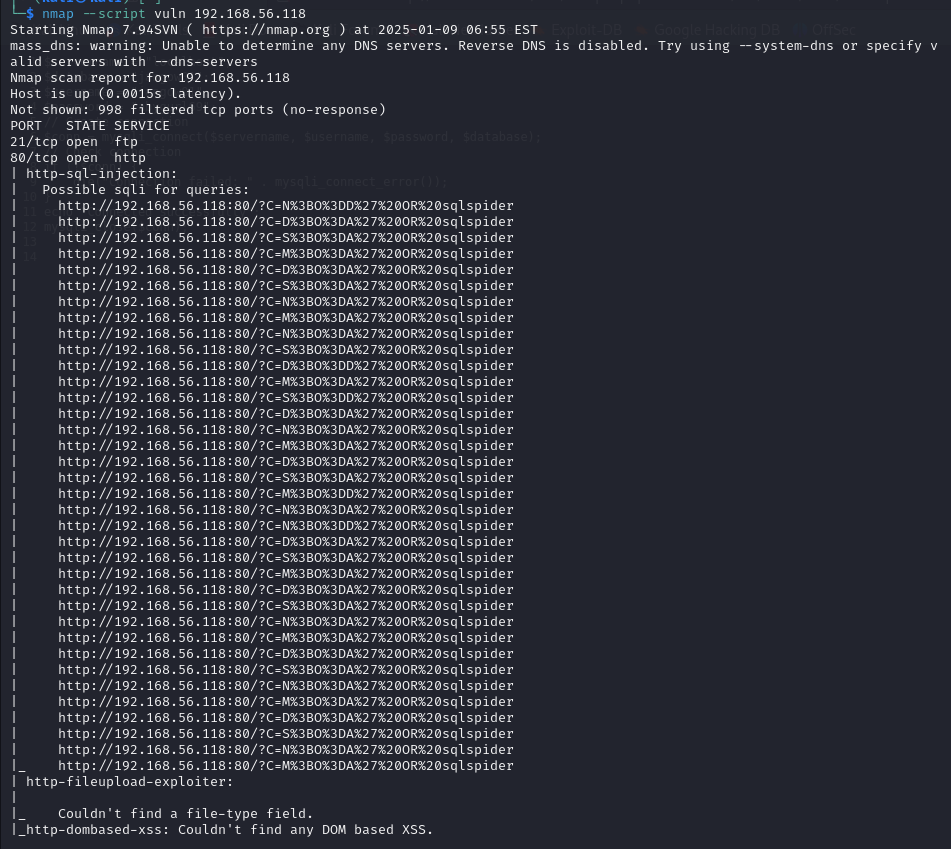 └─$ nmap --script vuln 192.168.56.118
Starting Nmap 7.94SVN ( https://nmap.org ) at 2025-01-09 06:55 EST
Exploit-DB Google Hacking DB OffSec
mass_dns: warning: Unable to determine any DNS servers. Reverse DNS is disabled. Try using --system-dns or specify v
alid servers with --dns-servers
Nmap scan report for 192.168.56.118
Host is up (0.0015s latency).
Not shown: 998 filtered tcp ports (no-response)
PORT   STATE SERVICE
connect($servername, $username, $password, $database);
21/tcp open  ftp
80/tcp open  http
| http-sql-injection:
failed: " . mysqli_connect_error());
|   Possible sqli for queries:
|     http://192.168.56.118:80/?C=N%3BO%3DD%27%20OR%20sqlspider
|     http://192.168.56.118:80/?C=D%3BO%3DA%27%20OR%20sqlspider
|     http://192.168.56.118:80/?C=S%3BO%3DA%27%20OR%20sqlspider
|     http://192.168.56.118:80/?C=M%3BO%3DA%27%20OR%20sqlspider
|     http://192.168.56.118:80/?C=D%3BO%3DA%27%20OR%20sqlspider
|     http://192.168.56.118:80/?C=S%3BO%3DA%27%20OR%20sqlspider
|     http://192.168.56.118:80/?C=N%3BO%3DA%27%20OR%20sqlspider
|     http://192.168.56.118:80/?C=M%3BO%3DA%27%20OR%20sqlspider
|     http://192.168.56.118:80/?C=N%3BO%3DA%27%20OR%20sqlspider
|     http://192.168.56.118:80/?C=S%3BO%3DA%27%20OR%20sqlspider
|     http://192.168.56.118:80/?C=D%3BO%3DD%27%20OR%20sqlspider
|     http://192.168.56.118:80/?C=M%3BO%3DA%27%20OR%20sqlspider
|     http://192.168.56.118:80/?C=S%3BO%3DD%27%20OR%20sqlspider
|     http://192.168.56.118:80/?C=D%3BO%3DA%27%20OR%20sqlspider
|     http://192.168.56.118:80/?C=N%3BO%3DA%27%20OR%20sqlspider
|     http://192.168.56.118:80/?C=M%3BO%3DA%27%20OR%20sqlspider
|     http://192.168.56.118:80/?C=D%3BO%3DA%27%20OR%20sqlspider
|     http://192.168.56.118:80/?C=S%3BO%3DA%27%20OR%20sqlspider
|     http://192.168.56.118:80/?C=M%3BO%3DD%27%20OR%20sqlspider
|     http://192.168.56.118:80/?C=N%3BO%3DA%27%20OR%20sqlspider
|     http://192.168.56.118:80/?C=N%3BO%3DD%27%20OR%20sqlspider
|     http://192.168.56.118:80/?C=D%3BO%3DA%27%20OR%20sqlspider
|     http://192.168.56.118:80/?C=S%3BO%3DA%27%20OR%20sqlspider
|     http://192.168.56.118:80/?C=M%3BO%3DA%27%20OR%20sqlspider
|     http://192.168.56.118:80/?C=D%3BO%3DA%27%20OR%20sqlspider
|     http://192.168.56.118:80/?C=S%3BO%3DA%27%20OR%20sqlspider
|     http://192.168.56.118:80/?C=N%3BO%3DA%27%20OR%20sqlspider
|     http://192.168.56.118:80/?C=M%3BO%3DA%27%20OR%20sqlspider
|     http://192.168.56.118:80/?C=D%3BO%3DA%27%20OR%20sqlspider
|     http://192.168.56.118:80/?C=S%3BO%3DA%27%20OR%20sqlspider
|     http://192.168.56.118:80/?C=N%3BO%3DA%27%20OR%20sqlspider
|     http://192.168.56.118:80/?C=M%3BO%3DA%27%20OR%20sqlspider
|     http://192.168.56.118:80/?C=D%3BO%3DA%27%20OR%20sqlspider
|     http://192.168.56.118:80/?C=S%3BO%3DA%27%20OR%20sqlspider
|     http://192.168.56.118:80/?C=N%3BO%3DA%27%20OR%20sqlspider
|_    http://192.168.56.118:80/?C=M%3BO%3DA%27%20OR%20sqlspider
| http-fileupload-exploiter:
|
|_    Couldn't find a file-type field.
|_http-dombased-xss: Couldn't find any DOM based XSS.